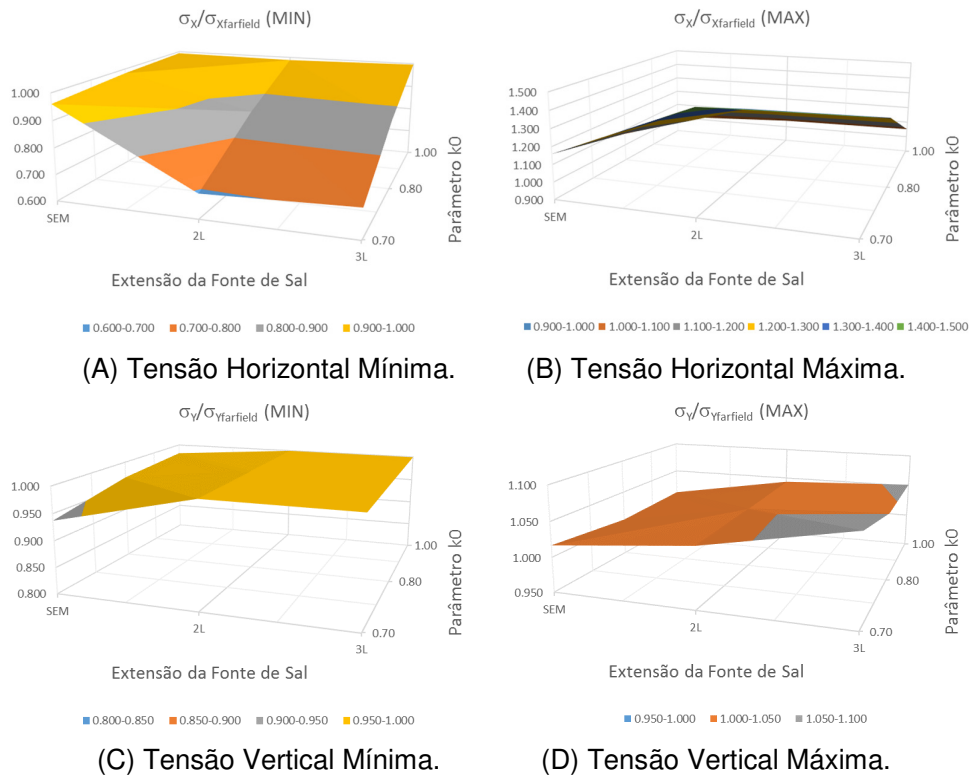 σX/σXfarfield (MIN)
1.000
0.900
0.800
0.700
0.600
SEM
2L
3L
0.70
0.80
1.00
Parâmetro k0
Extensão da Fonte de Sal
0.600-0.700 0.700-0.800 0.800-0.900 0.900-1.000
(A) Tensão Horizontal Mínima.
σX/σXfarfield (MAX)
1.500
1.400
1.300
1.200
1.100
1.000
0.900
SEM
2L
3L
0.70
0.80
1.00
Parâmetro k0
Extensão da Fonte de Sal
0.900-1.000 1.000-1.100 1.100-1.200 1.200-1.300 1.300-1.400 1.400-1.500
(B) Tensão Horizontal Máxima.
σY/σYfarfield (MIN)
1.000
0.950
0.900
0.850
0.800
SEM
2L
3L
0.70
0.80
1.00
Parâmetro k0
Extensão da Fonte de Sal
0.800-0.850 0.850-0.900 0.900-0.950 0.950-1.000
(C) Tensão Vertical Mínima.
σY/σYfarfield (MAX)
1.100
1.050
1.000
0.950
SEM
2L
3L
0.70
0.80
1.00
Parâmetro k0
Extensão da Fonte de Sal
0.950-1.000 1.000-1.050 1.050-1.100
(D) Tensão Vertical Máxima.